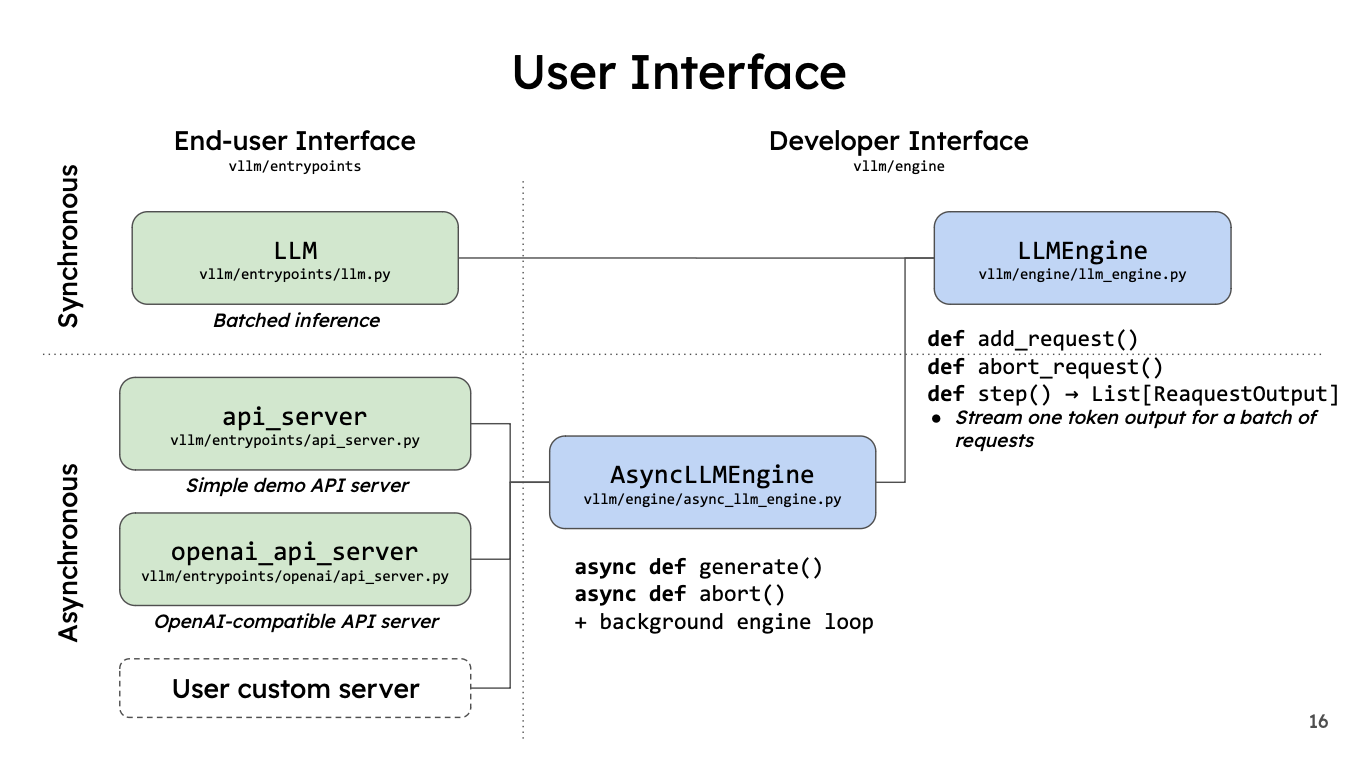 User Interface
End-user Interface
vllm/entrypoints
Developer Interface
vllm/engine
Synchronous
LLM
vllm/entrypoints/llm.py
Batched inference
LLMEngine
vllm/engine/llm_engine.py
def add_request()
def abort_request()
def step() → List[ReaquestOutput]
● Stream one token output for a batch of
requests
Asynchronous
api_server
vllm/entrypoints/api_server.py
Simple demo API server
openai_api_server
vllm/entrypoints/openai/api_server.py
OpenAI-compatible API server
User custom server
AsyncLLMEngine
vllm/engine/async_llm_engine.py
async def generate()
async def abort()
+ background engine loop
16